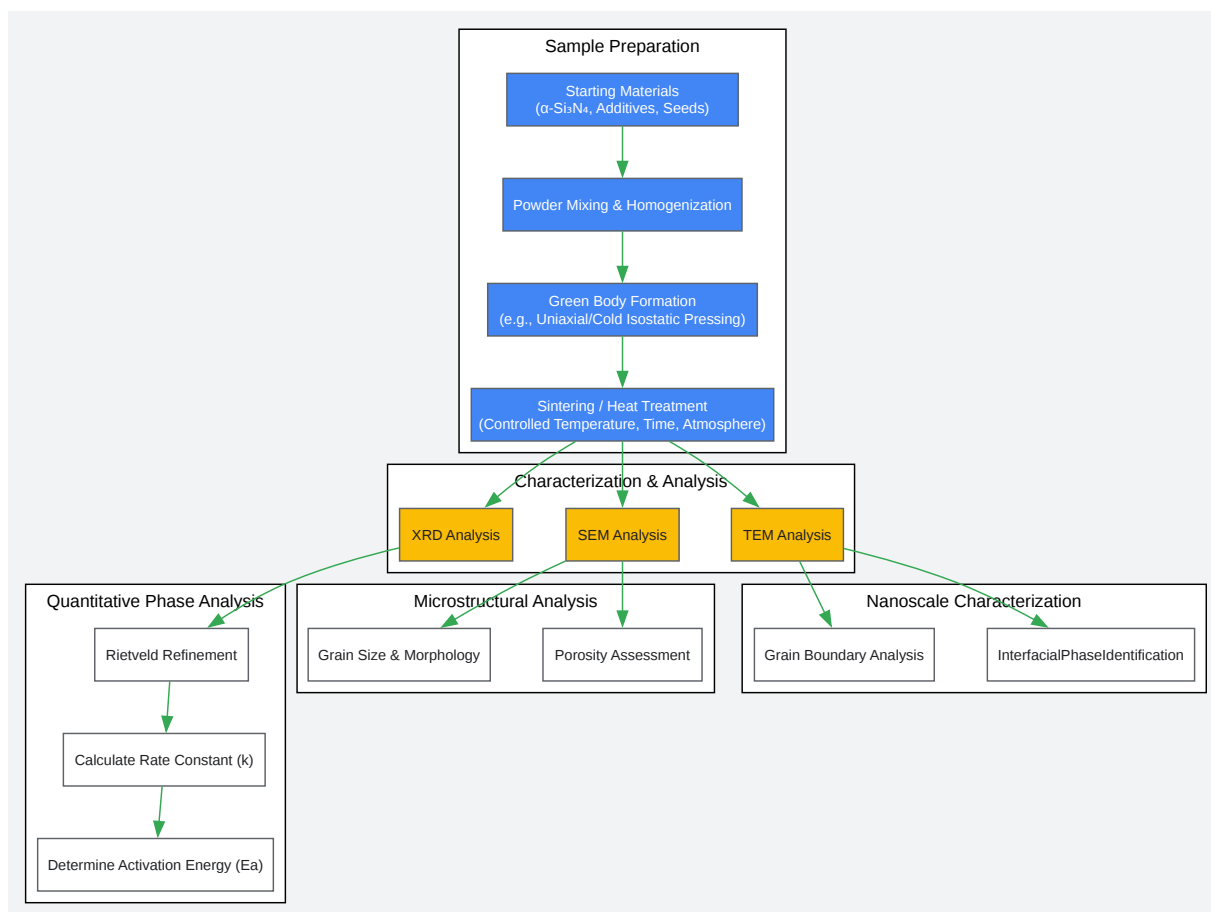 Sample Preparation
Starting Materials
(α-Si₃N₄, Additives, Seeds)
Powder Mixing & Homogenization
Green Body Formation
(e.g., Uniaxial/Cold Isostatic Pressing)
Sintering / Heat Treatment
(Controlled Temperature, Time, Atmosphere)
Characterization & Analysis
XRD Analysis
SEM Analysis
TEM Analysis
Quantitative Phase Analysis
Rietveld Refinement
Calculate Rate Constant (k)
Determine Activation Energy (Ea)
Microstructural Analysis
Grain Size & Morphology
Porosity Assessment
Nanoscale Characterization
Grain Boundary Analysis
InterfacialPhaseIdentification